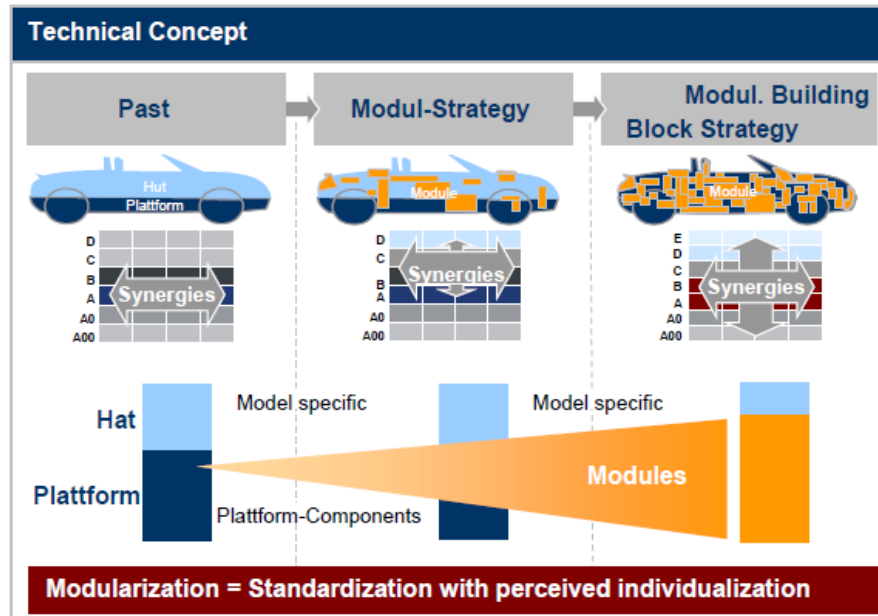 Technical Concept
Past
Modul-Strategy
Modul. Building
Block Strategy
Hut
Plattform
Module
Module
D
C
B
A
A0
A00
Synergies
D
C
B
A
A0
A00
Synergies
E
D
C
B
A
A0
A00
Synergies
Hat
Model specific
Model specific
Plattform
Modules
Plattform-Components
Modularization = Standardization with perceived individualization